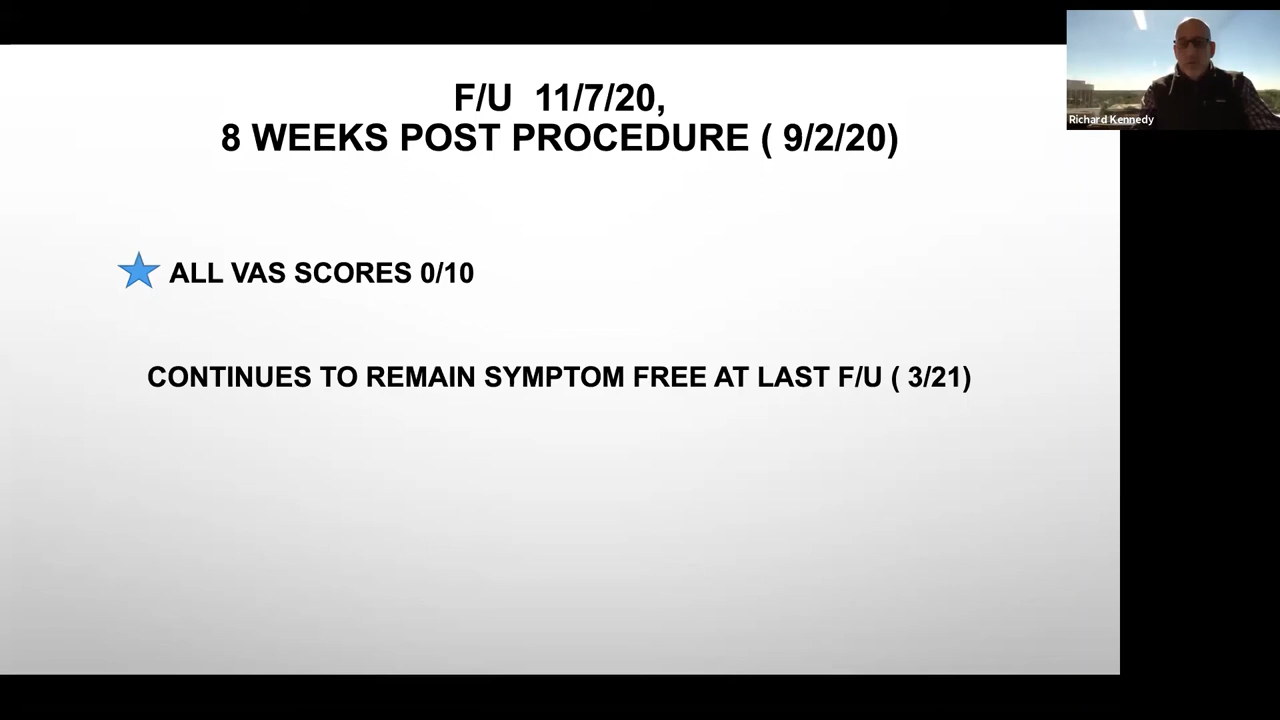 F/U 11/7/20,
8 WEEKS POST PROCEDURE ( 9/2/20)
ALL VAS SCORES 0/10
CONTINUES TO REMAIN SYMPTOM FREE AT LAST F/U ( 3/21)
Richard Kennedy